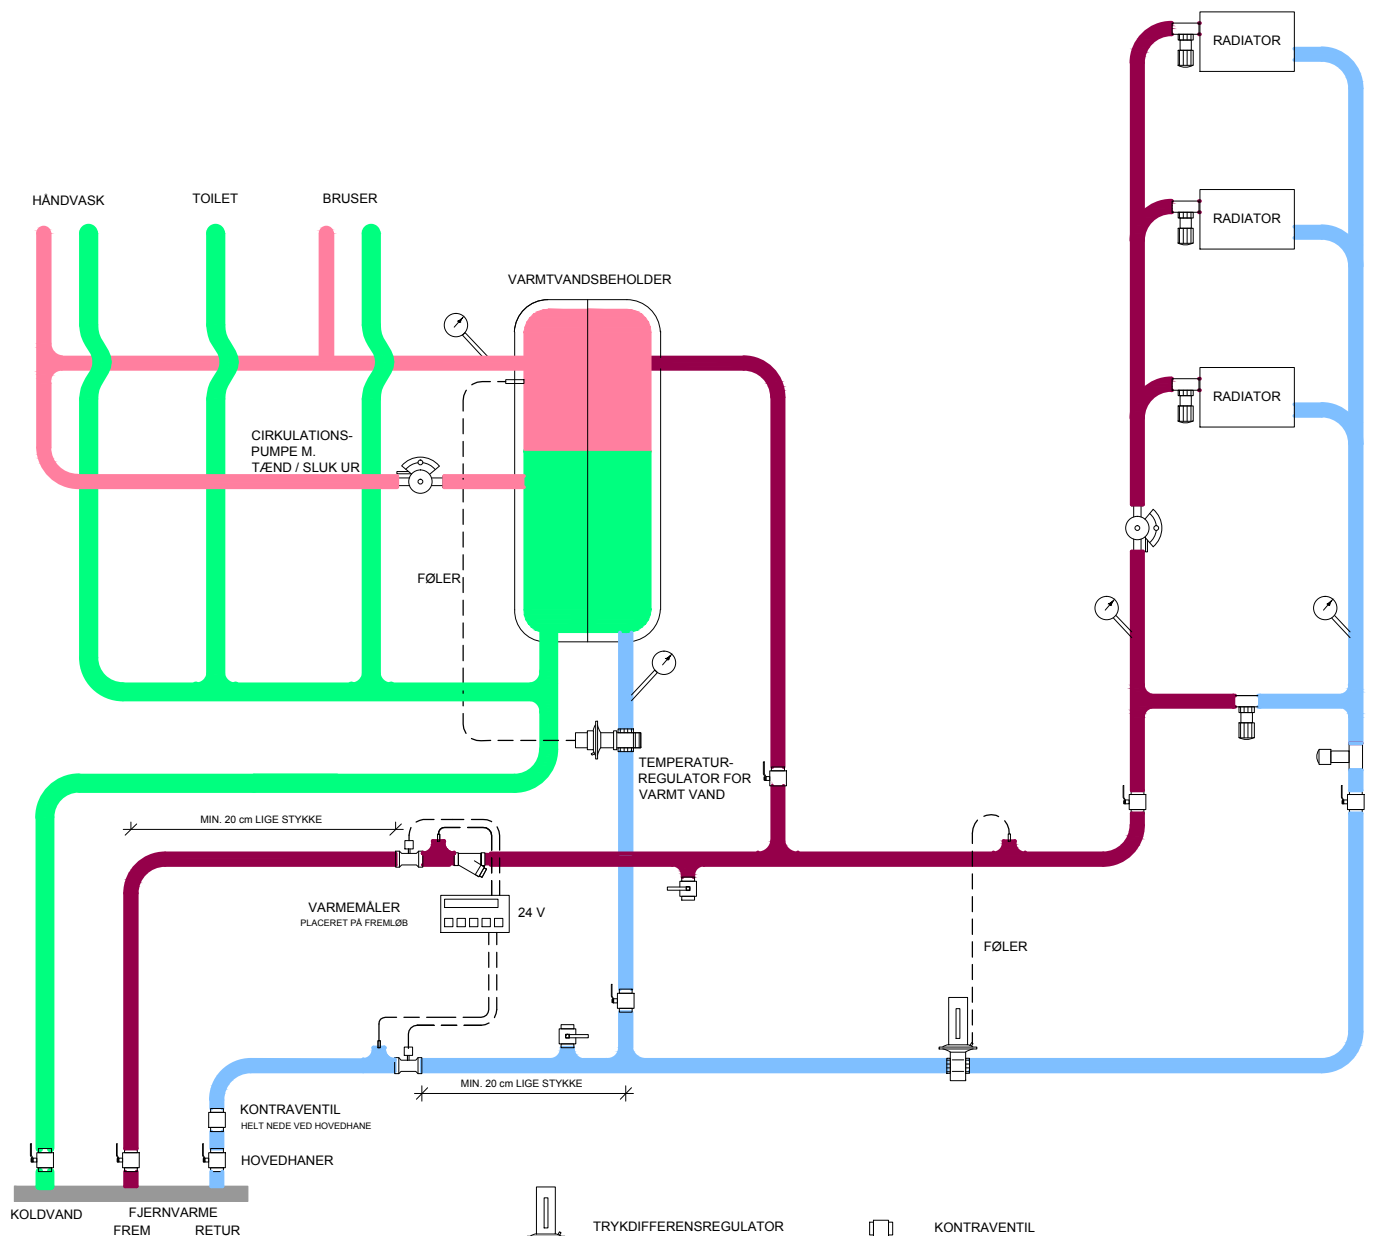 RADIATOR
HÅNDVASK
TOILET
BRUSER
RADIATOR
VARMTVANDSBEHOLDER
RADIATOR
CIRKULATIONS-
PUMPE M.
TÆND / SLUK UR
FØLER
TEMPERATUR-
REGULATOR FOR
VARMT VAND
MIN. 20 cm LIGE STYKKE
VARMEMÅLER
PLACERET PÅ FREMLØB
24 V
FØLER
MIN. 20 cm LIGE STYKKE
KONTRAVENTIL
HELT NEDE VED HOVEDHANE
HOVEDHANER
KOLDVAND
FJERNVARME
FREM
RETUR
TRYKDIFFERENSREGULATOR
KONTRAVENTIL